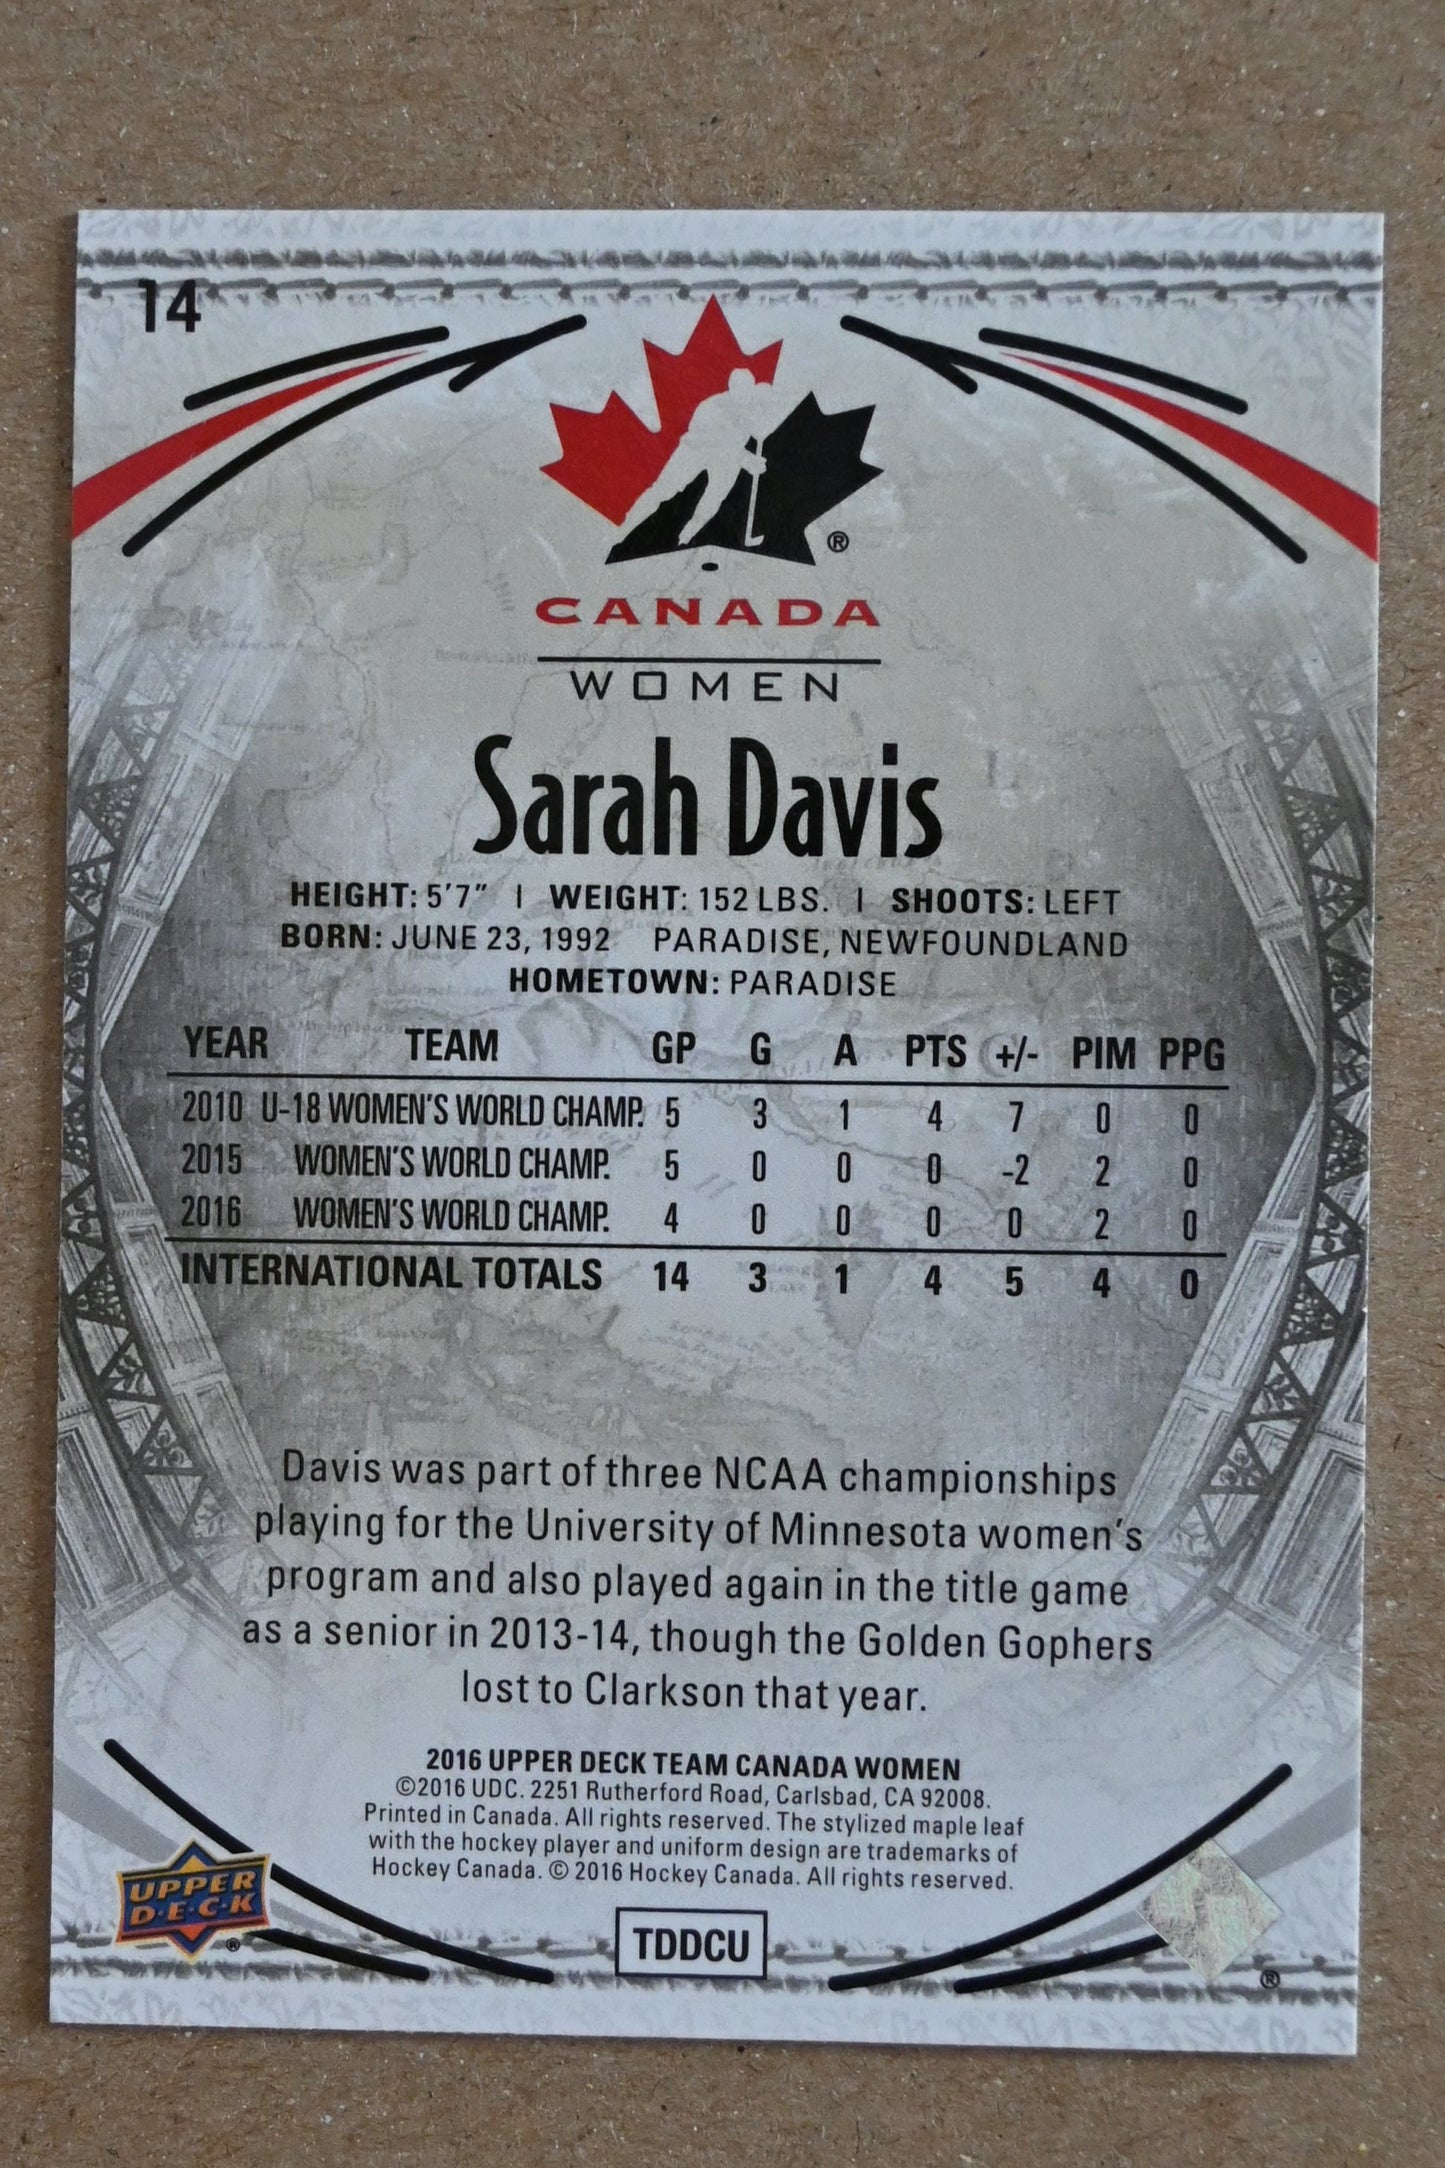 14
®
CANADA
WOMEN
Sarah Davis
HEIGHT: 5'7" | WEIGHT: 152 LBS. | SHOOTS: LEFT
BORN: JUNE 23, 1992 PARADISE, NEWFOUNDLAND
HOMETOWN: PARADISE
YEAR TEAM GP G A PTS +/- PIM PPG
2010 U-18 WOMEN'S WORLD CHAMP. 5 3 1 4 7 0 0
2015 WOMEN'S WORLD CHAMP. 5 0 0 0 -2 2 0
2016 WOMEN'S WORLD CHAMP. 4 0 0 0 0 2 0
INTERNATIONAL TOTALS 14 3 1 4 5 4 0
Davis was part of three NCAA championships
playing for the University of Minnesota women's
program and also played again in the title game
as a senior in 2013-14, though the Golden Gophers
lost to Clarkson that year.
2016 UPPER DECK TEAM CANADA WOMEN
©2016 UDC. 2251 Rutherford Road, Carlsbad, CA 92008.
Printed in Canada. All rights reserved. The stylized maple leaf
with the hockey player and uniform design are trademarks of
Hockey Canada. © 2016 Hockey Canada. All rights reserved.
UPPER
D·E·C·K
®
TDDCU
®